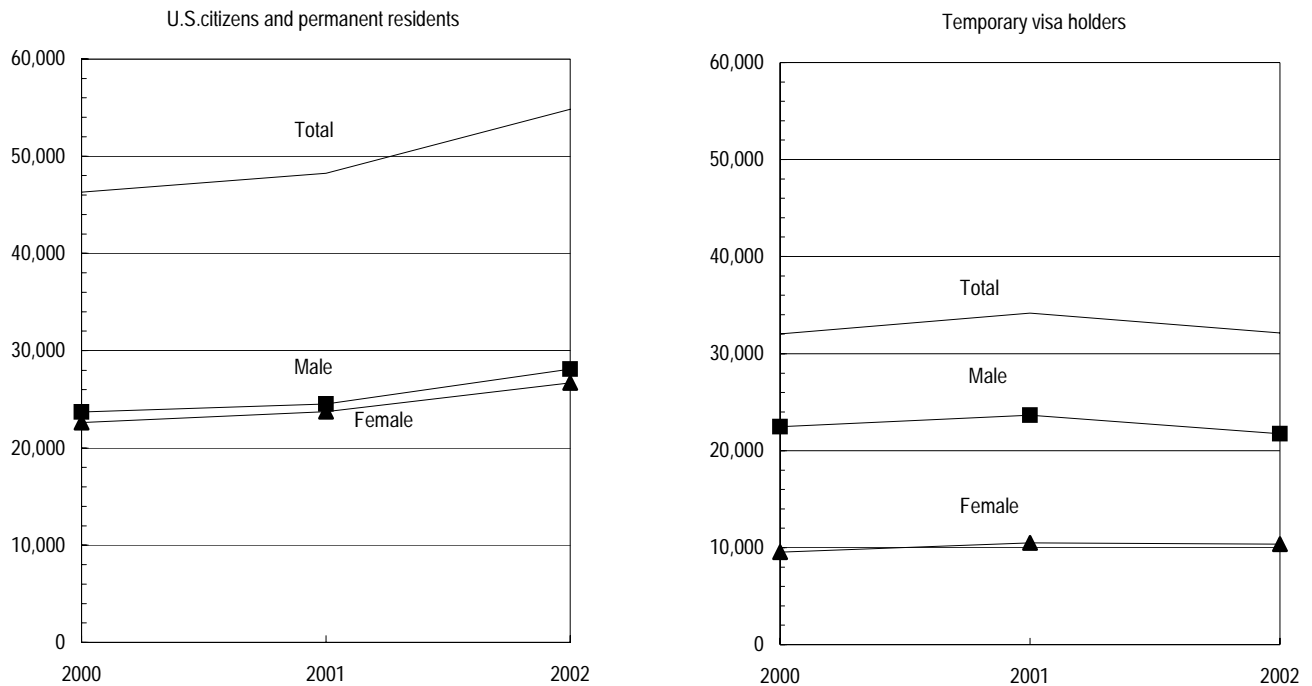 U.S.citizens and permanent residents
60,000
Total
50,000
40,000
30,000
Male
Female
20,000
10,000
0
2000 2001 2002
Temporary visa holders
60,000
50,000
40,000
Total
30,000
Male
20,000
Female
10,000
0
2000 2001 2002